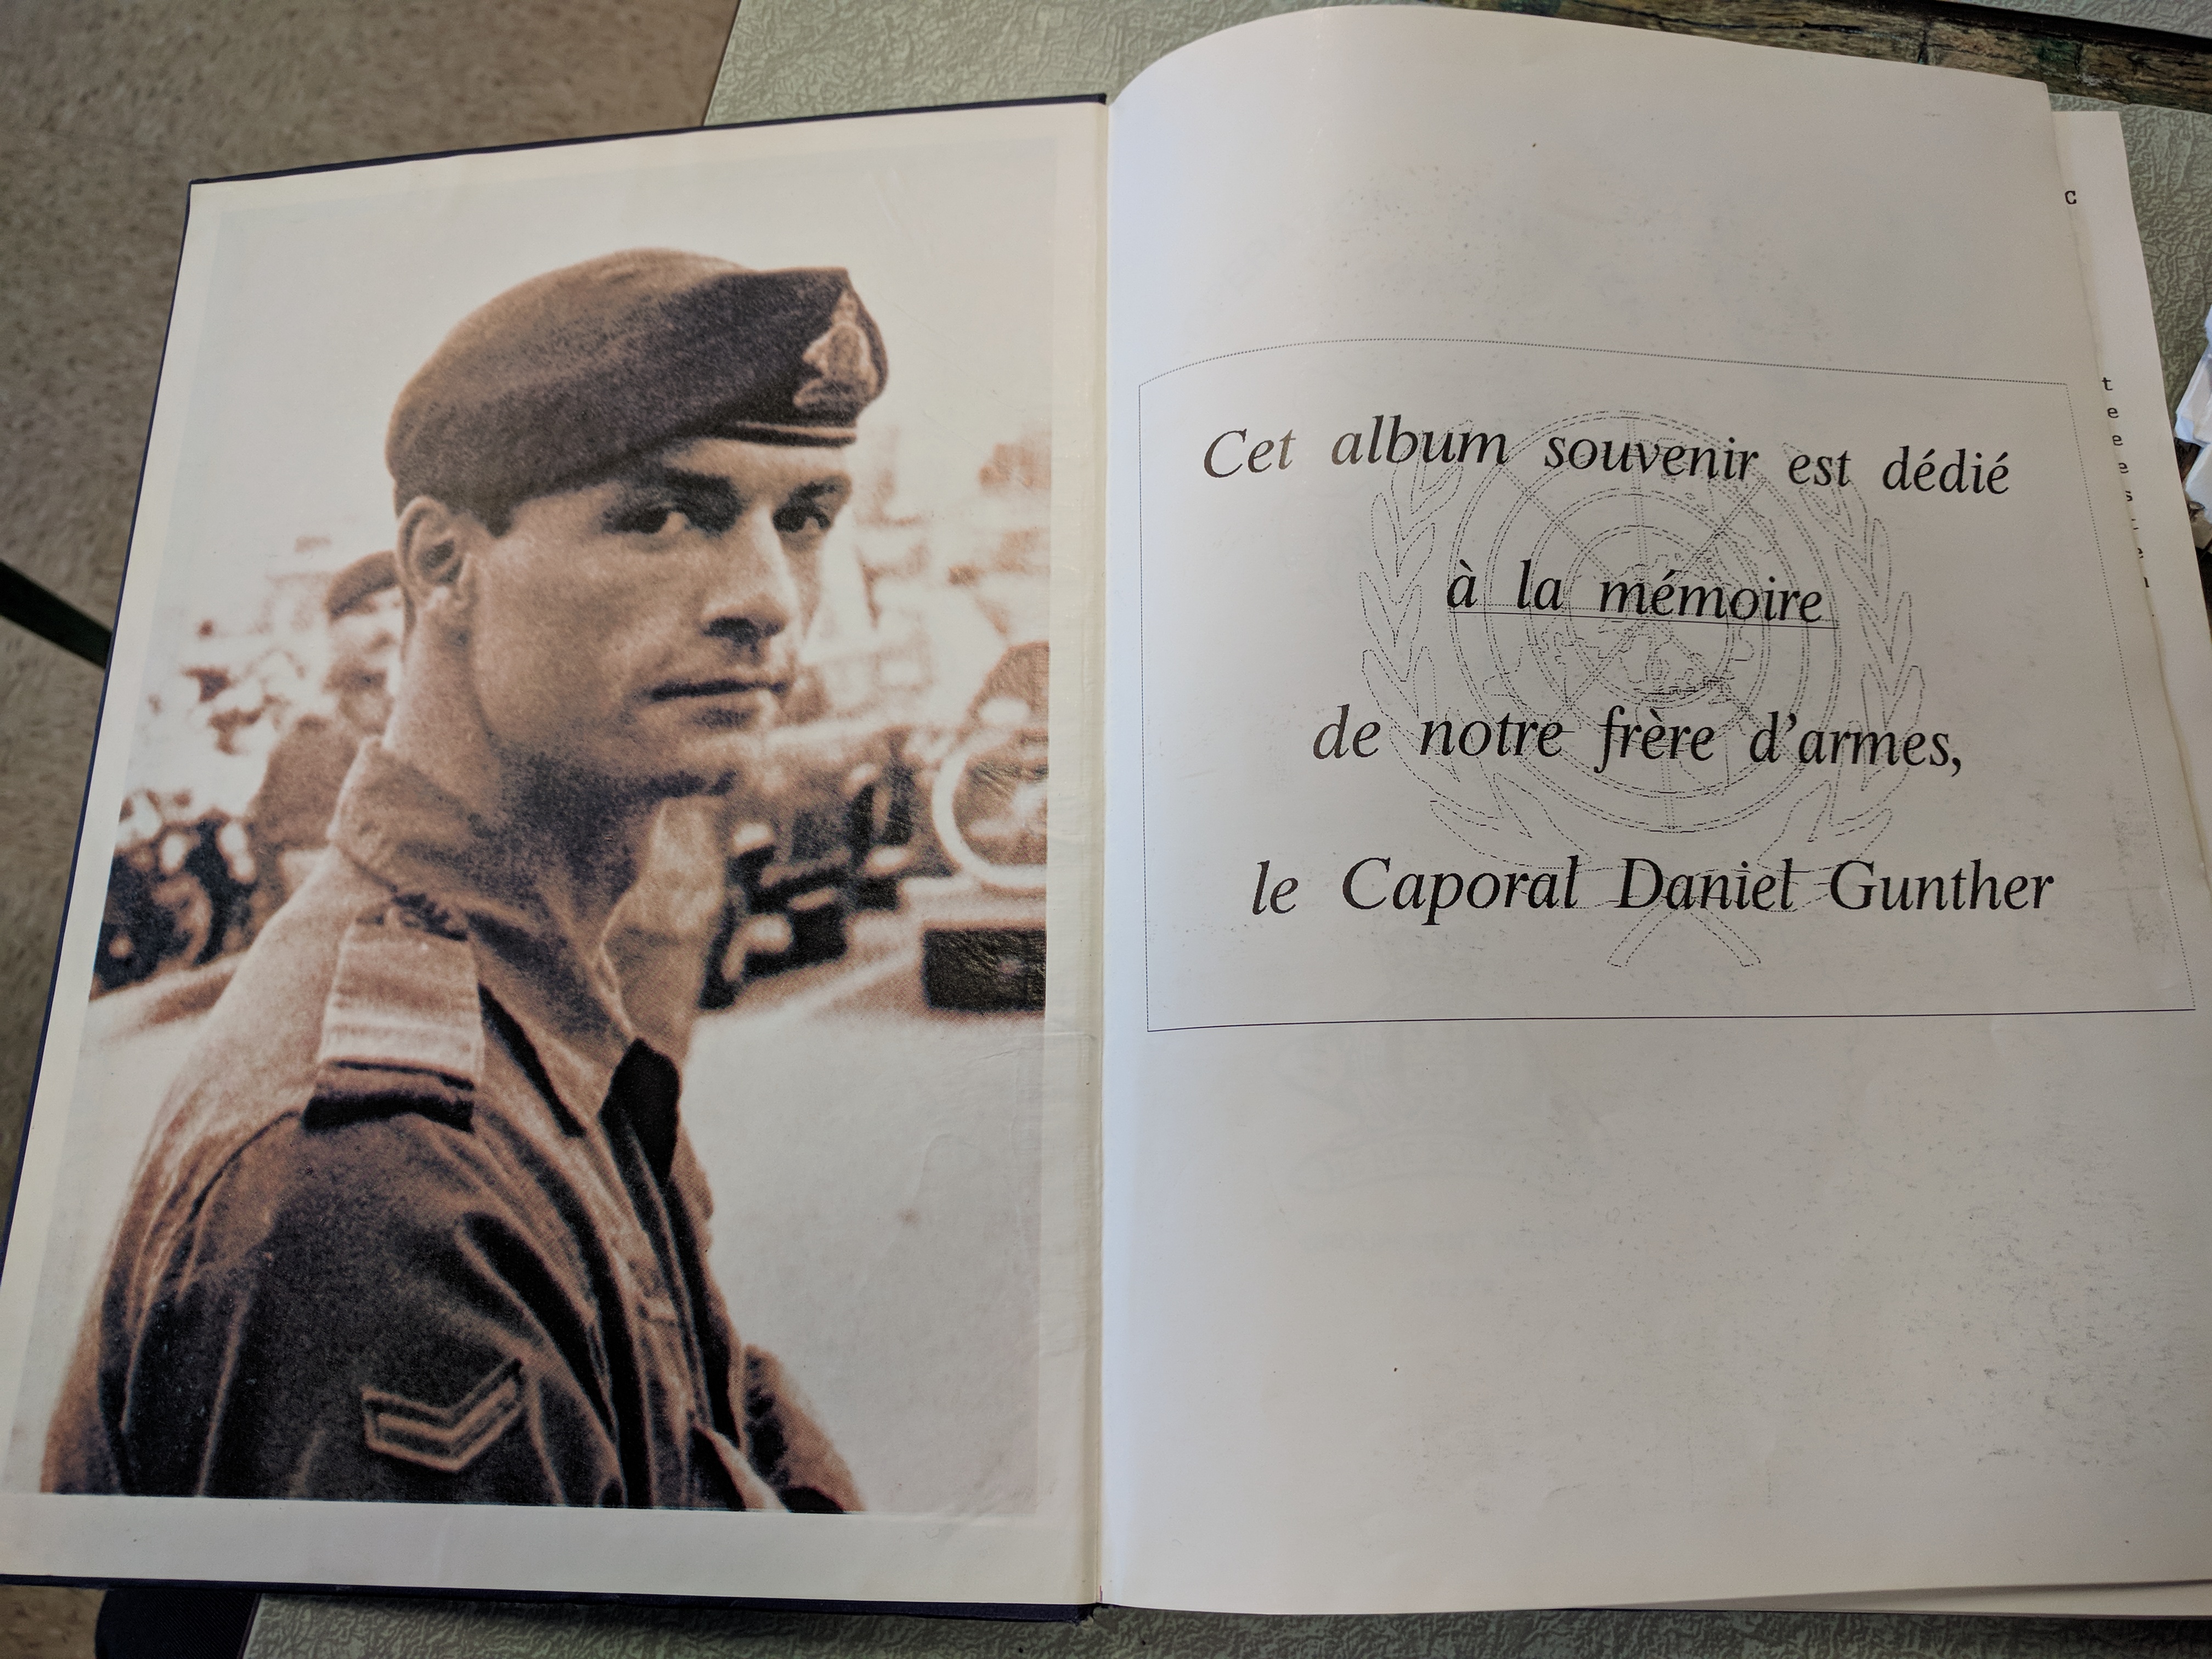 Cet album souvenir est dédié
à la mémoire
de notre frère d'armes,
le Caporal Daniel Gunther
C
t
e
e
e
s